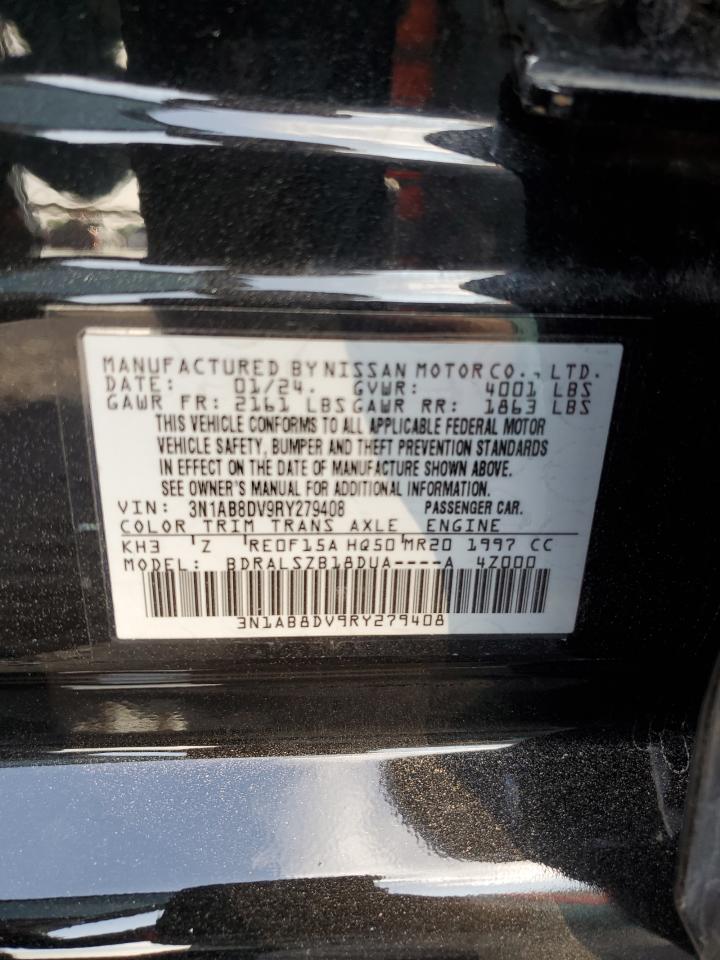 MANUFACTURED BY NISSAN MOTOR CO., LTD.
DATE: 01/24. GVWR: 4001 LBS
GAWR FR: 2161 LBS GAWR RR: 1863 LBS
THIS VEHICLE CONFORMS TO ALL APPLICABLE FEDERAL MOTOR
VEHICLE SAFETY, BUMPER AND THEFT PREVENTION STANDARDS
IN EFFECT ON THE DATE OF MANUFACTURE SHOWN ABOVE.
SEE OWNER'S MANUAL FOR ADDITIONAL INFORMATION.
VIN: 3N1AB8DV9RY279408 PASSENGER CAR.
COLOR TRIM TRANS AXLE ENGINE
KH3 Z RE0F15A HQ50 MR20 1997 CC
MODEL: BDRALSZB18DUA----A 4Z000
3N1AB8DV9RY279408